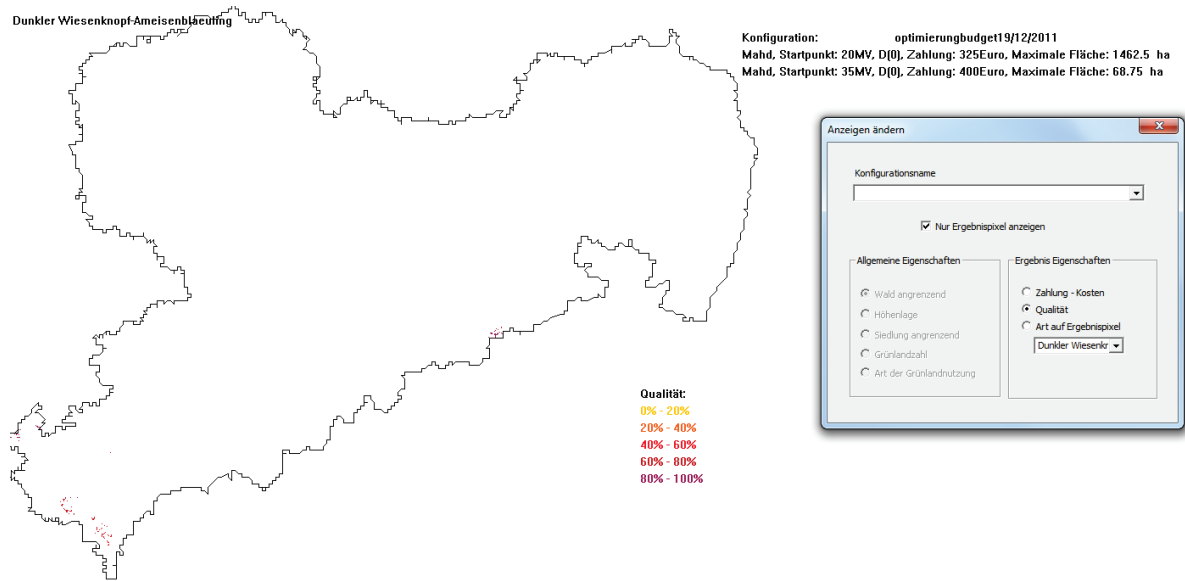 Dunkler Wiesenknopf-Ameisenblaeuling
Konfiguration: optimierungbudget19/12/2011
Mahd, Startpunkt: 20MV, D(0), Zahlung: 325Euro, Maximale Fläche: 1462.5 ha
Mahd, Startpunkt: 35MV, D(0), Zahlung: 400Euro, Maximale Fläche: 68.75 ha
Anzeigen ändern
Konfigurationsname
Nur Ergebnispixel anzeigen
Allgemeine Eigenschaften
Wald angrenzend
Höhenlage
Siedlung angrenzend
Grünlandzahl
Art der Grünlandnutzung
Ergebnis Eigenschaften
Zahlung - Kosten
Qualität
Art auf Ergebnispixel
Dunkler Wiesenkr
Qualität:
0% - 20%
20% - 40%
40% - 60%
60% - 80%
80% - 100%